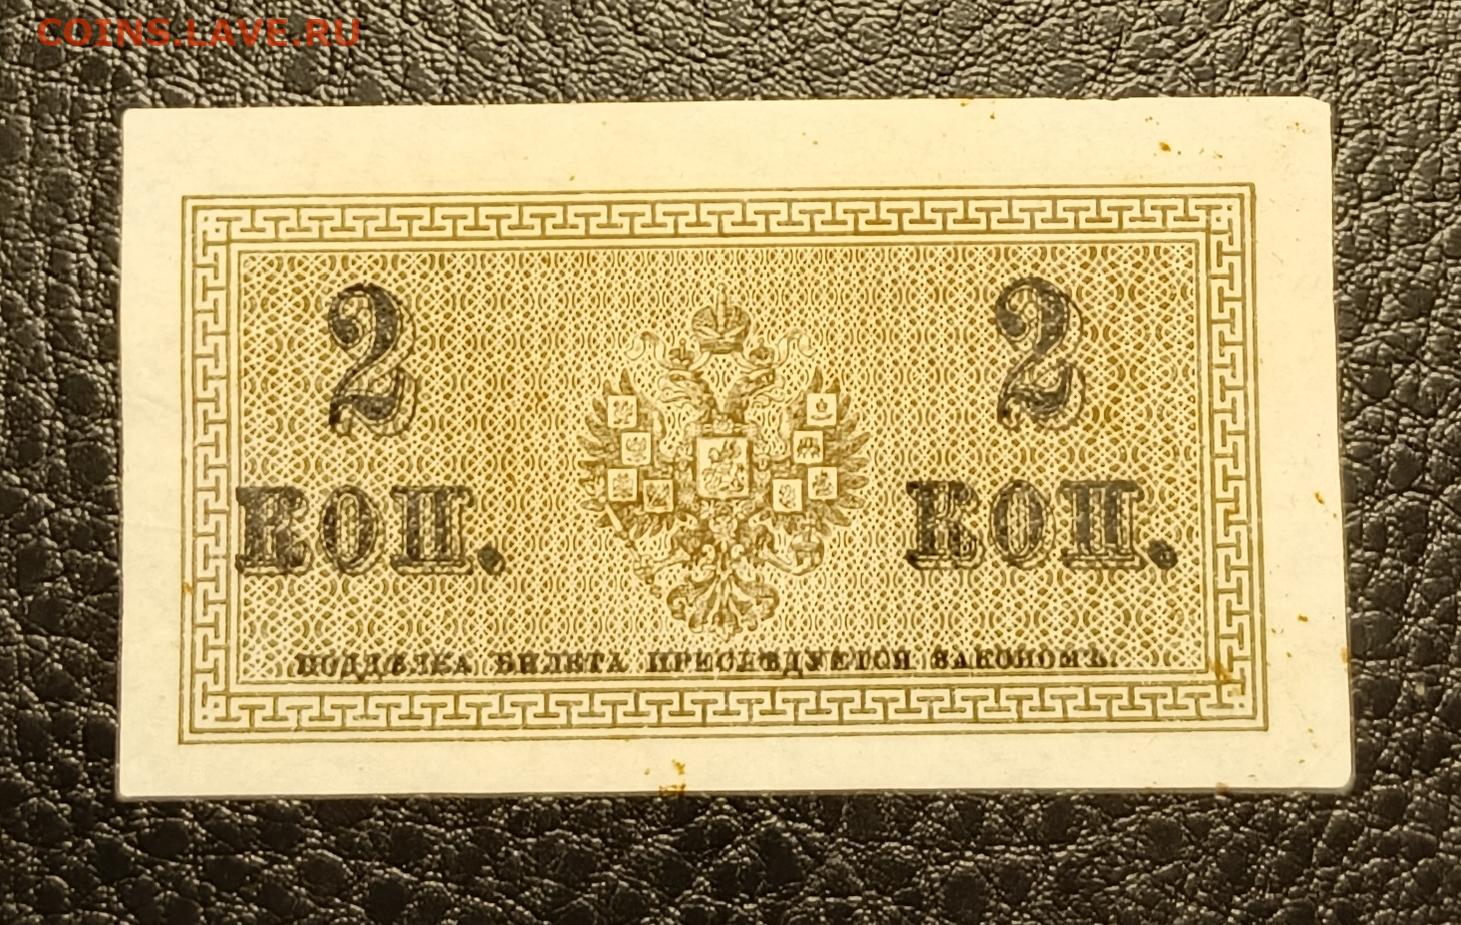 COINS.LAVE.RU
2 2
КОП. КОП.
ПОДДѢЛКА БИЛЕТА ПРЕСЛѢДУЕТСЯ ЗАКОНОМЪ.